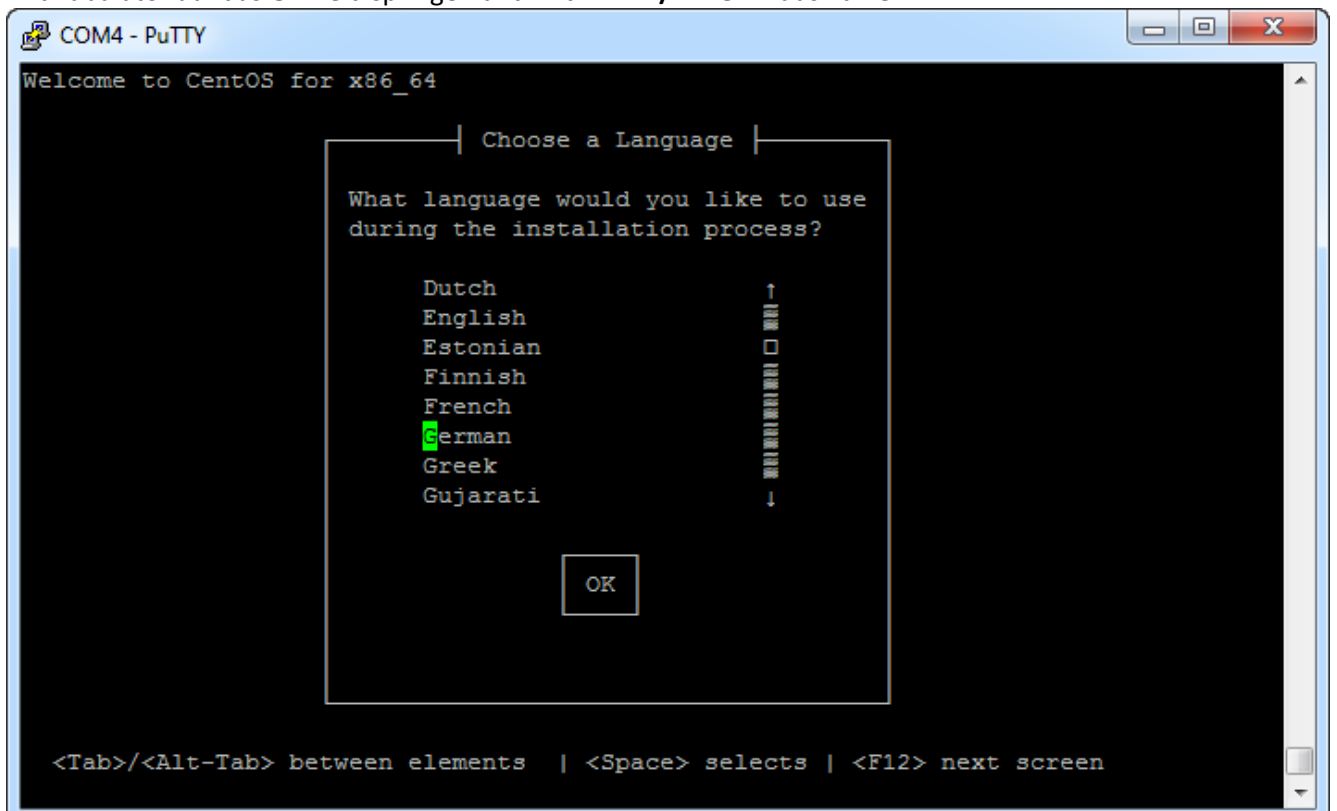 COM4 - PuTTY
Welcome to CentOS for x86_64
Choose a Language
What language would you like to use
during the installation process?
Dutch
English
Estonian
Finnish
French
German
Greek
Gujarati
OK
<Tab>/<Alt-Tab> between elements | <Space> selects | <F12> next screen